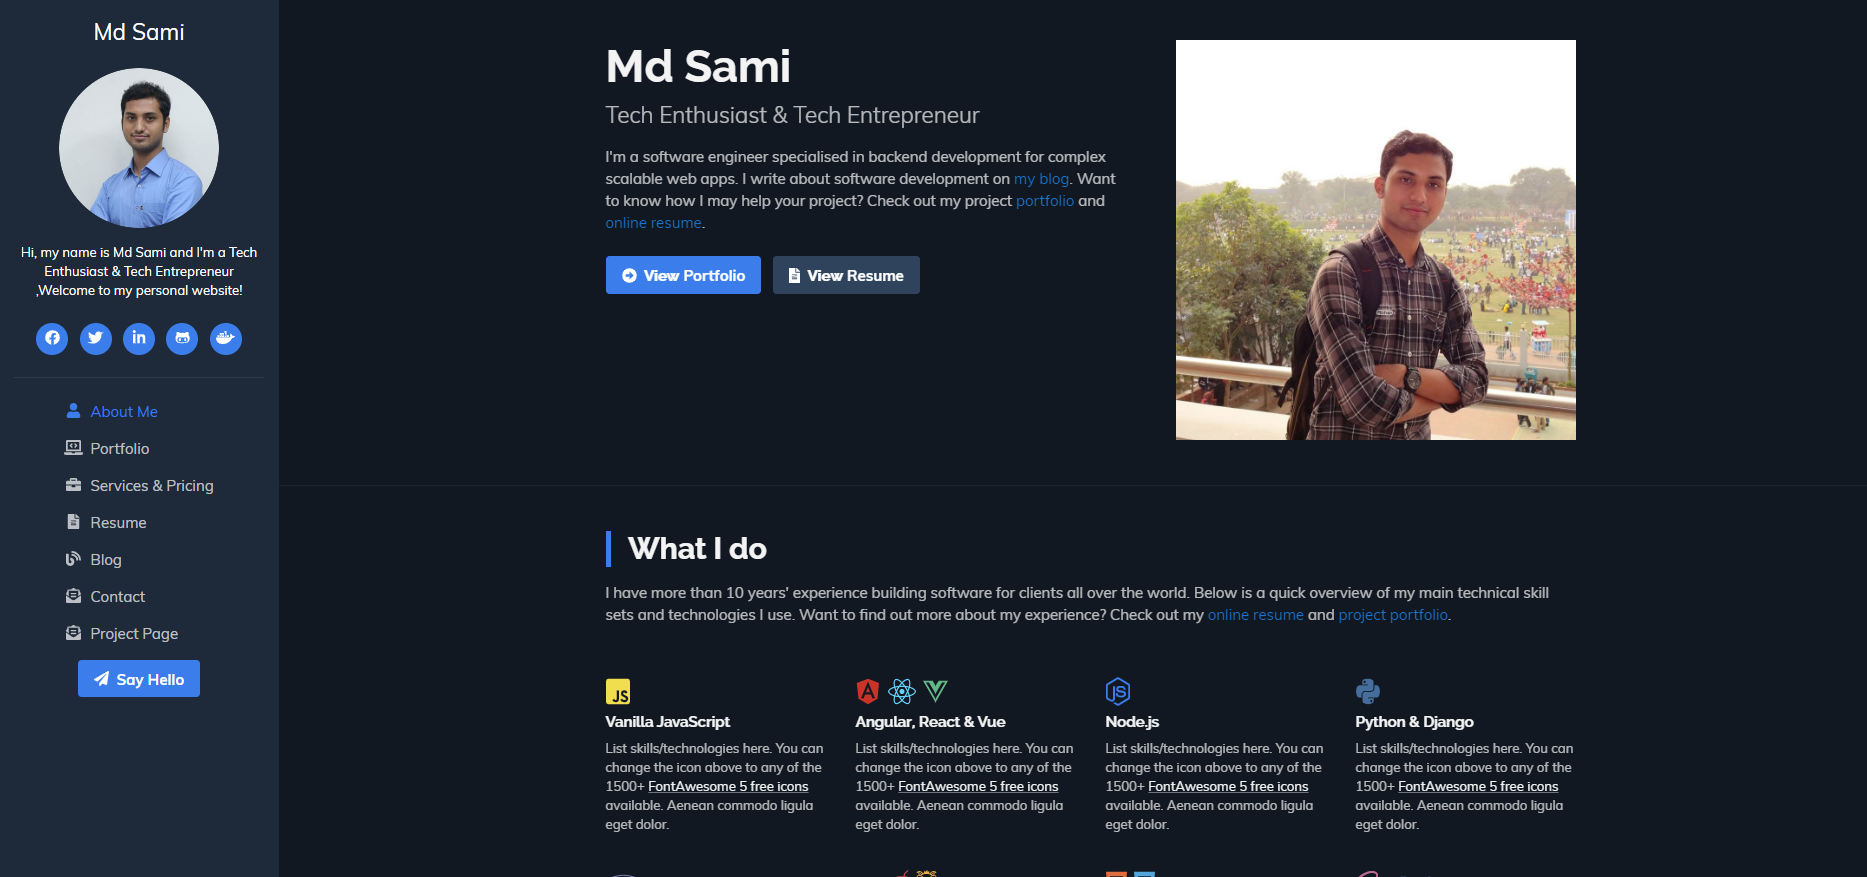 Md Sami
Hi, my name is Md Sami and I'm a Tech
Enthusiast & Tech Entrepreneur
,Welcome to my personal website!
About Me
Portfolio
Services & Pricing
Resume
Blog
Contact
Project Page
Say Hello
Md Sami
Tech Enthusiast & Tech Entrepreneur
I'm a software engineer specialised in backend development for complex
scalable web apps. I write about software development on my blog. Want
to know how I may help your project? Check out my project portfolio and
online resume.
View Portfolio
View Resume
What I do
I have more than 10 years' experience building software for clients all over the world. Below is a quick overview of my main technical skill
sets and technologies I use. Want to find out more about my experience? Check out my online resume and project portfolio.
JS
Vanilla JavaScript
List skills/technologies here. You can
change the icon above to any of the
1500+ FontAwesome 5 free icons
available. Aenean commodo ligula
eget dolor.
Angular, React & Vue
List skills/technologies here. You can
change the icon above to any of the
1500+ FontAwesome 5 free icons
available. Aenean commodo ligula
eget dolor.
Node.js
List skills/technologies here. You can
change the icon above to any of the
1500+ FontAwesome 5 free icons
available. Aenean commodo ligula
eget dolor.
Python & Django
List skills/technologies here. You can
change the icon above to any of the
1500+ FontAwesome 5 free icons
available. Aenean commodo ligula
eget dolor.